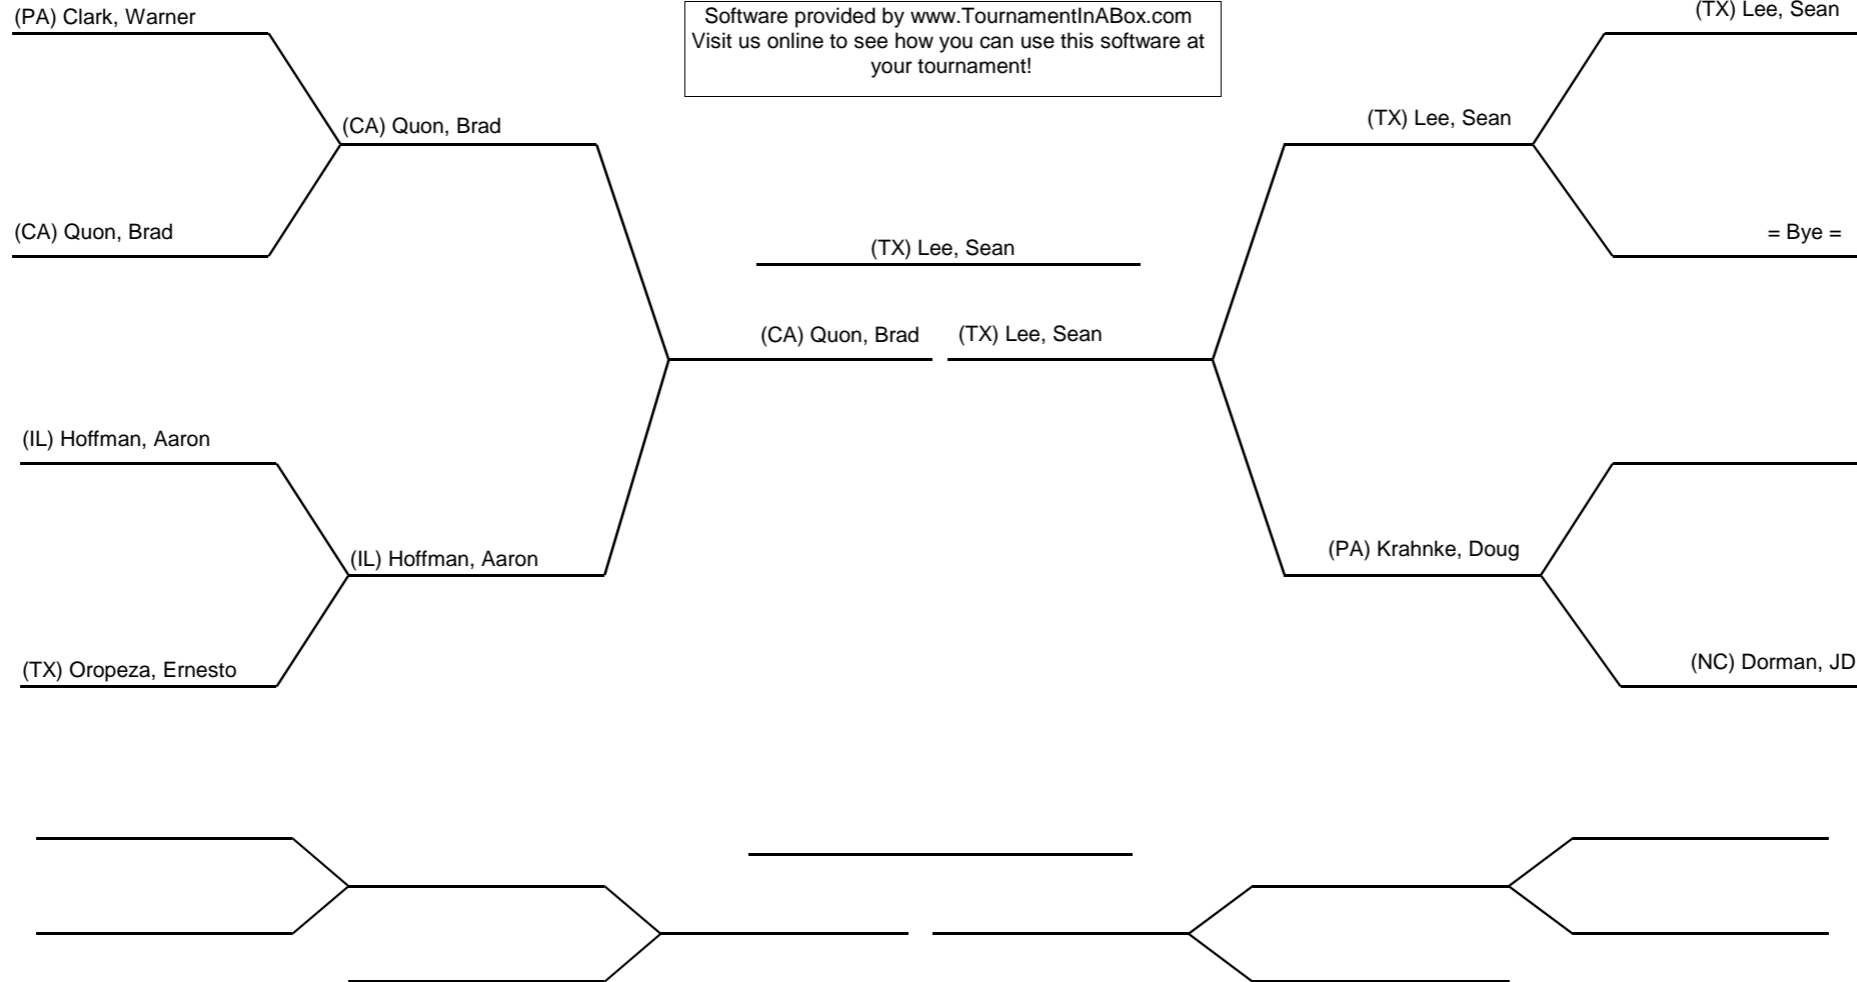 (PA) Clark, Warner
Software provided by www.TournamentInABox.com
Visit us online to see how you can use this software at
your tournament!
(TX) Lee, Sean
(CA) Quon, Brad
(TX) Lee, Sean
(CA) Quon, Brad
(TX) Lee, Sean
= Bye =
(CA) Quon, Brad
(TX) Lee, Sean
(IL) Hoffman, Aaron
(IL) Hoffman, Aaron
(PA) Krahnke, Doug
(TX) Oropeza, Ernesto
(NC) Dorman, JD